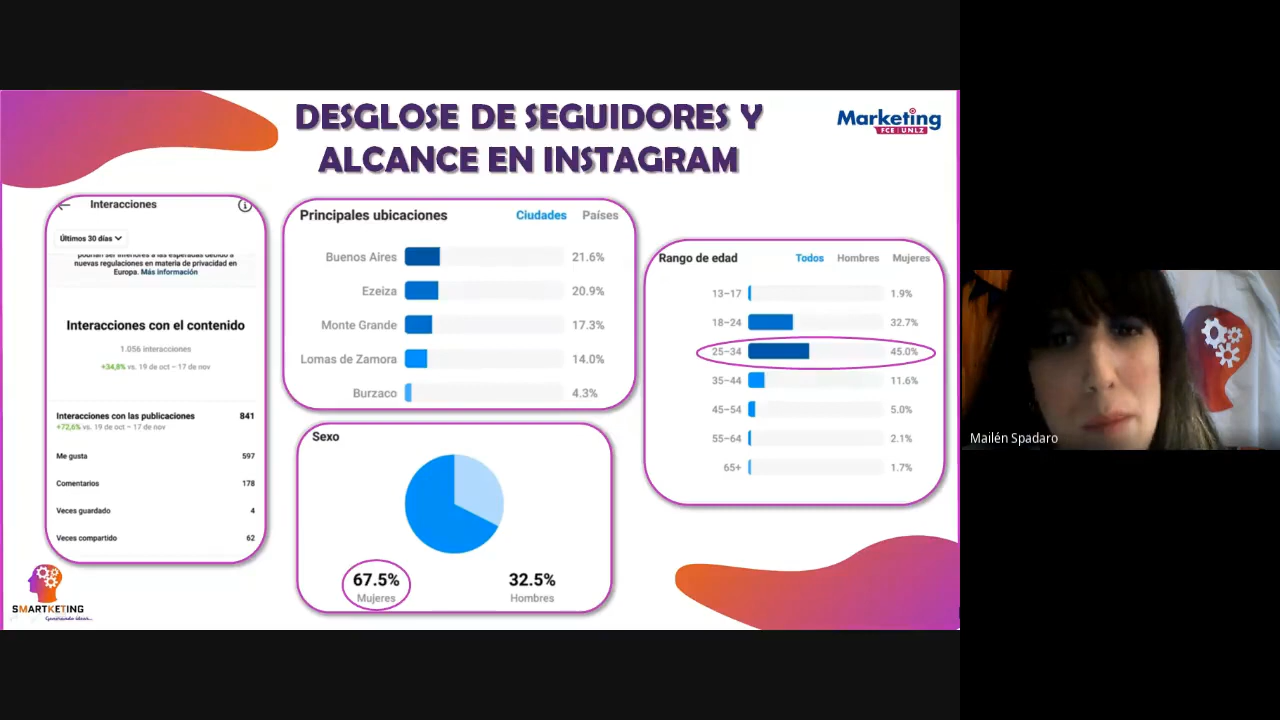 DESGLOSE DE SEGUIDORES Y
ALCANCE EN INSTAGRAM
Marketing
FCE | UNLZ
Interacciones
Últimos 30 días
podrían ser inferiores a las esperadas debido a
nuevas regulaciones en materia de privacidad en
Europa. Más información
Interacciones con el contenido
1.056 interacciones
+34,8% vs. 19 de oct – 17 de nov
Interacciones con las publicaciones 841
+72,6% vs. 19 de oct – 17 de nov
Me gusta 597
Comentarios 178
Veces guardado 4
Veces compartido 62
Principales ubicaciones Ciudades Países
Buenos Aires 21.6%
Ezeiza 20.9%
Monte Grande 17.3%
Lomas de Zamora 14.0%
Burzaco 4.3%
Sexo
67.5% 32.5%
Mujeres Hombres
Rango de edad Todos Hombres Mujeres
13–17 1.9%
18–24 32.7%
25–34 45.0%
35–44 11.6%
45–54 5.0%
55–64 2.1%
65+ 1.7%
SMARTKETING
Mailén Spadaro